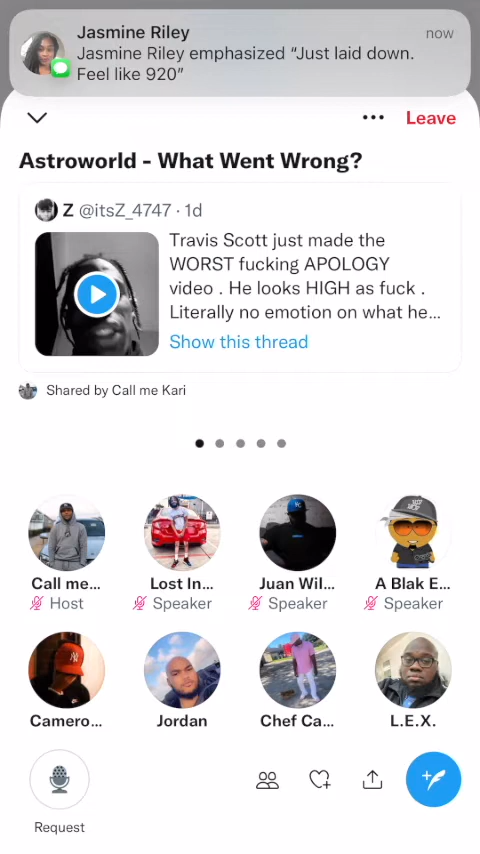 Jasmine Riley
now
Jasmine Riley emphasized “Just laid down.
Feel like 920”
Leave
Astroworld - What Went Wrong?
Z @itsZ_4747 · 1d
Travis Scott just made the
WORST fucking APOLOGY
video . He looks HIGH as fuck .
Literally no emotion on what he...
Show this thread
Shared by Call me Kari
Call me... Lost In... Juan Wil... A Blak E...
Host Speaker Speaker Speaker
Camero... Jordan Chef Ca... L.E.X.
Request